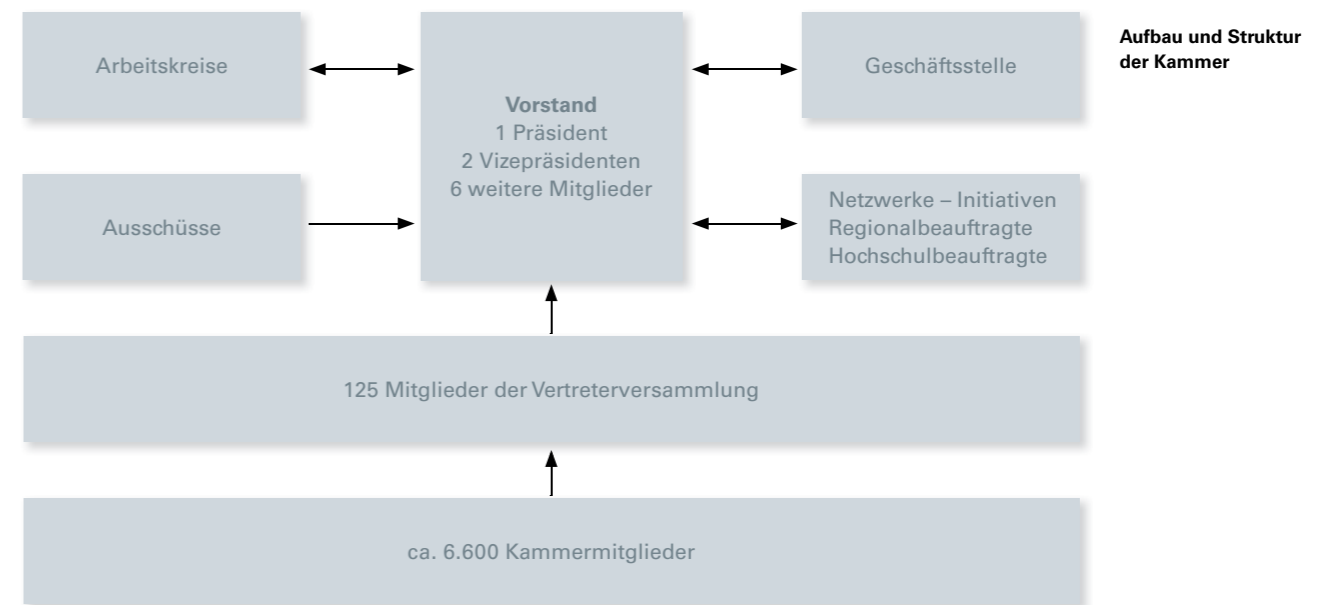 Aufbau und Struktur
der Kammer
Arbeitskreise
Vorstand
1 Präsident
2 Vizepräsidenten
6 weitere Mitglieder
Geschäftsstelle
Ausschüsse
Netzwerke – Initiativen
Regionalbeauftragte
Hochschulbeauftragte
125 Mitglieder der Vertreterversammlung
ca. 6.600 Kammermitglieder